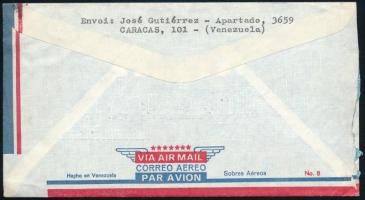 Envoi: José Gutiérrez - Apartado, 3659
CARACAS, 101 - (Venezuela)
VIA AIR MAIL
CORREO AEREO
PAR AVION
Hecho en Venezuela
Sobres Aéreos
No. 8